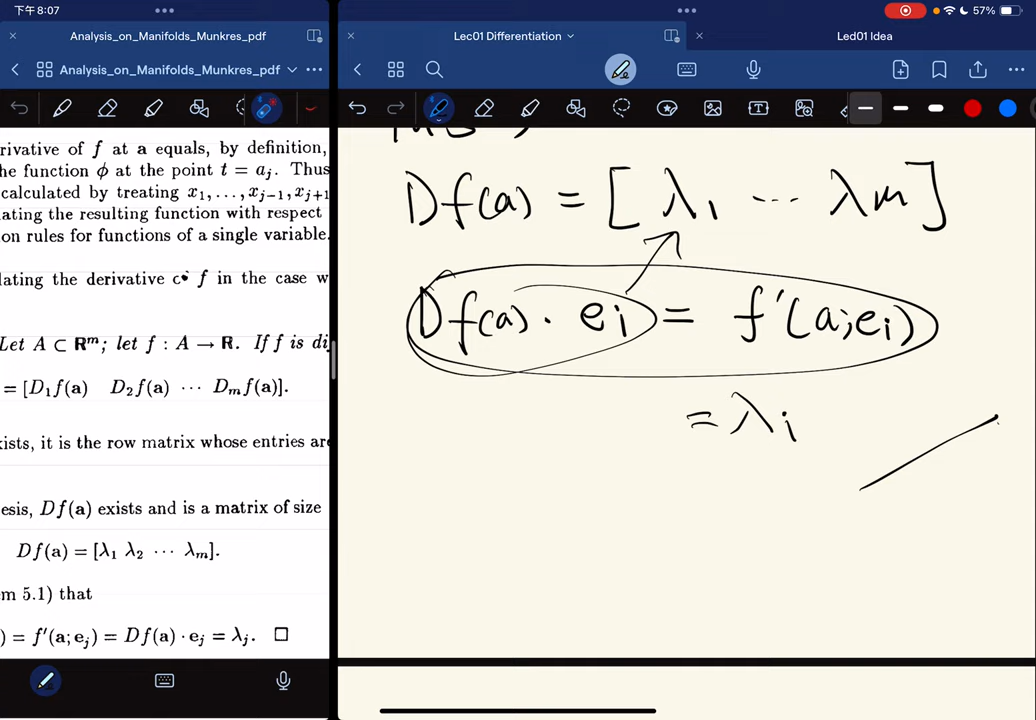 下午8:07
57%
Analysis_on_Manifolds_Munkres_pdf
Lec01 Differentiation
Led01 Idea
Analysis_on_Manifolds_Munkres_pdf
rivative of f at a equals, by definition,
he function ϕ at the point t = aⱼ. Thus
calculated by treating x₁,...,xⱼ₋₁,xⱼ₊₁
ating the resulting function with respect
on rules for functions of a single variable.
lating the derivative f in the case w
Let A ⊂ Rᵐ; let f : A → R. If f is di
= [D₁f(a) D₂f(a) ⋯ Dₘf(a)].
xists, it is the row matrix whose entries are
esis, Df(a) exists and is a matrix of size
Df(a) = [λ₁ λ₂ ⋯ λₘ].
m 5.1) that
) = f′(a; eⱼ) = Df(a) · eⱼ = λⱼ. □
Df(a) = [λ₁ ⋯ λm]
Df(a) · ei = f′(a;ei)
= λi